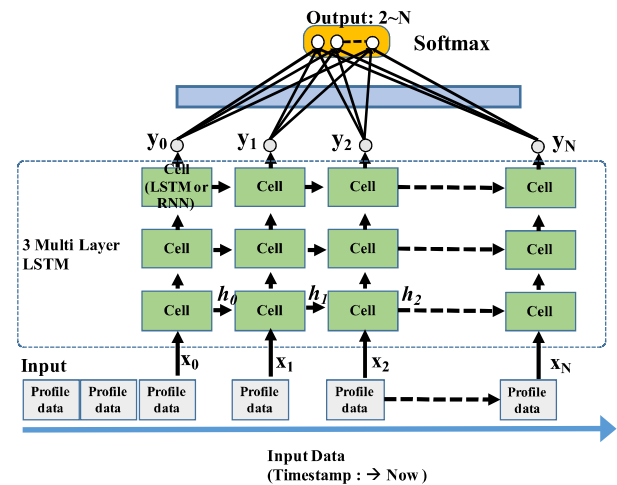 Output: 2~N
Softmax
y0 y1 y2 yN
Cell
(LSTM or
RNN)
Cell Cell Cell
3 Multi Layer
LSTM
Cell Cell Cell Cell
h0 h1 h2
Cell Cell Cell Cell
Input
x0 x1 x2 xN
Profile
data
Profile
data
Profile
data
Profile
data
Profile
data
Profile
data
Input Data
(Timestamp : → Now )